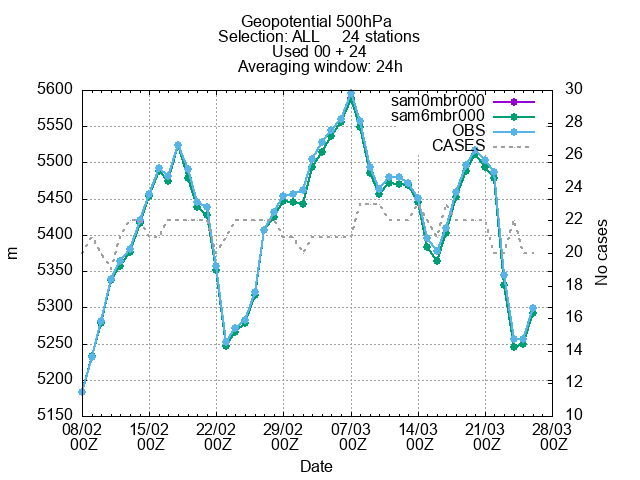 Geopotential 500hPa
Selection: ALL 24 stations
Used 00 + 24
Averaging window: 24h
sam0mbr000
sam6mbr000
OBS
CASES
5600
5550
5500
5450
5400
5350
5300
5250
5200
5150
m
30
28
26
24
22
20
18
16
14
12
10
No cases
08/02 15/02 22/02 29/02 07/03 14/03 21/03 28/03
00Z 00Z 00Z 00Z 00Z 00Z 00Z 00Z
Date